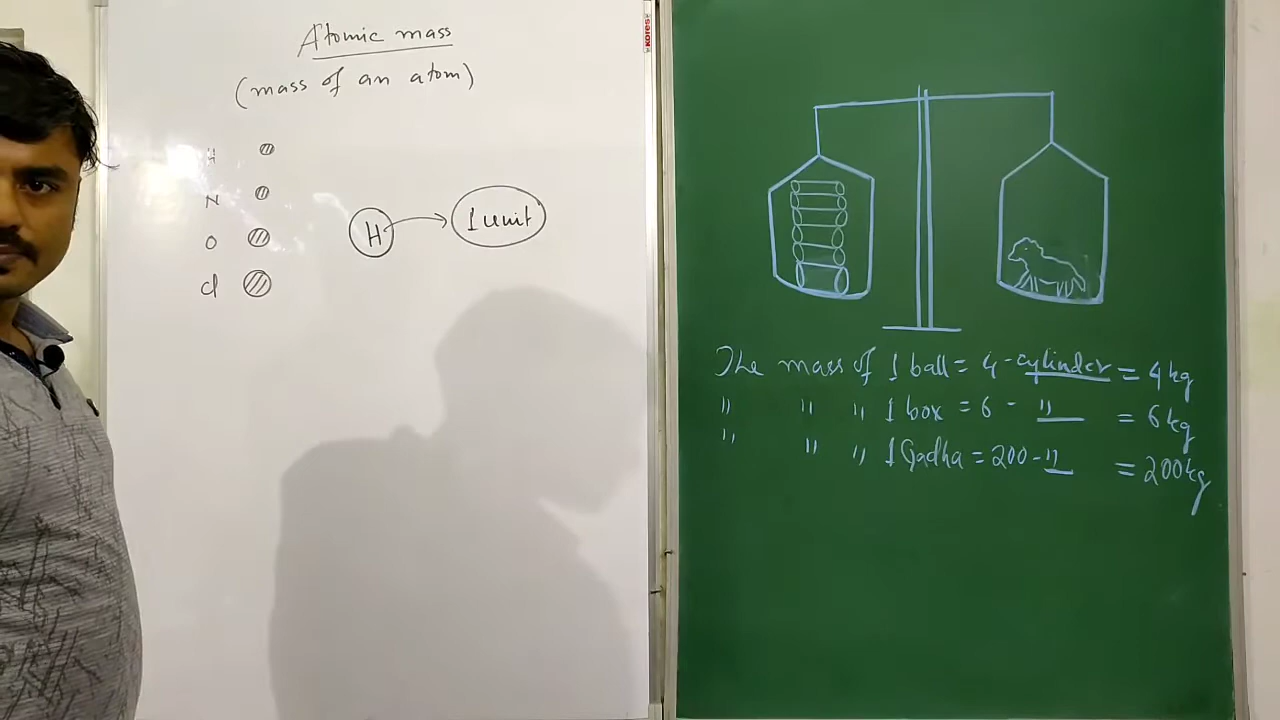 Atomic mass
(mass of an atom)
H
N
O
Cl
H
1 unit
KORES
The mass of 1 ball = 4 - cylinder = 4 kg
" " " 1 box = 6 - " = 6 kg
" " " 1 Gadha = 200 - " = 200 kg